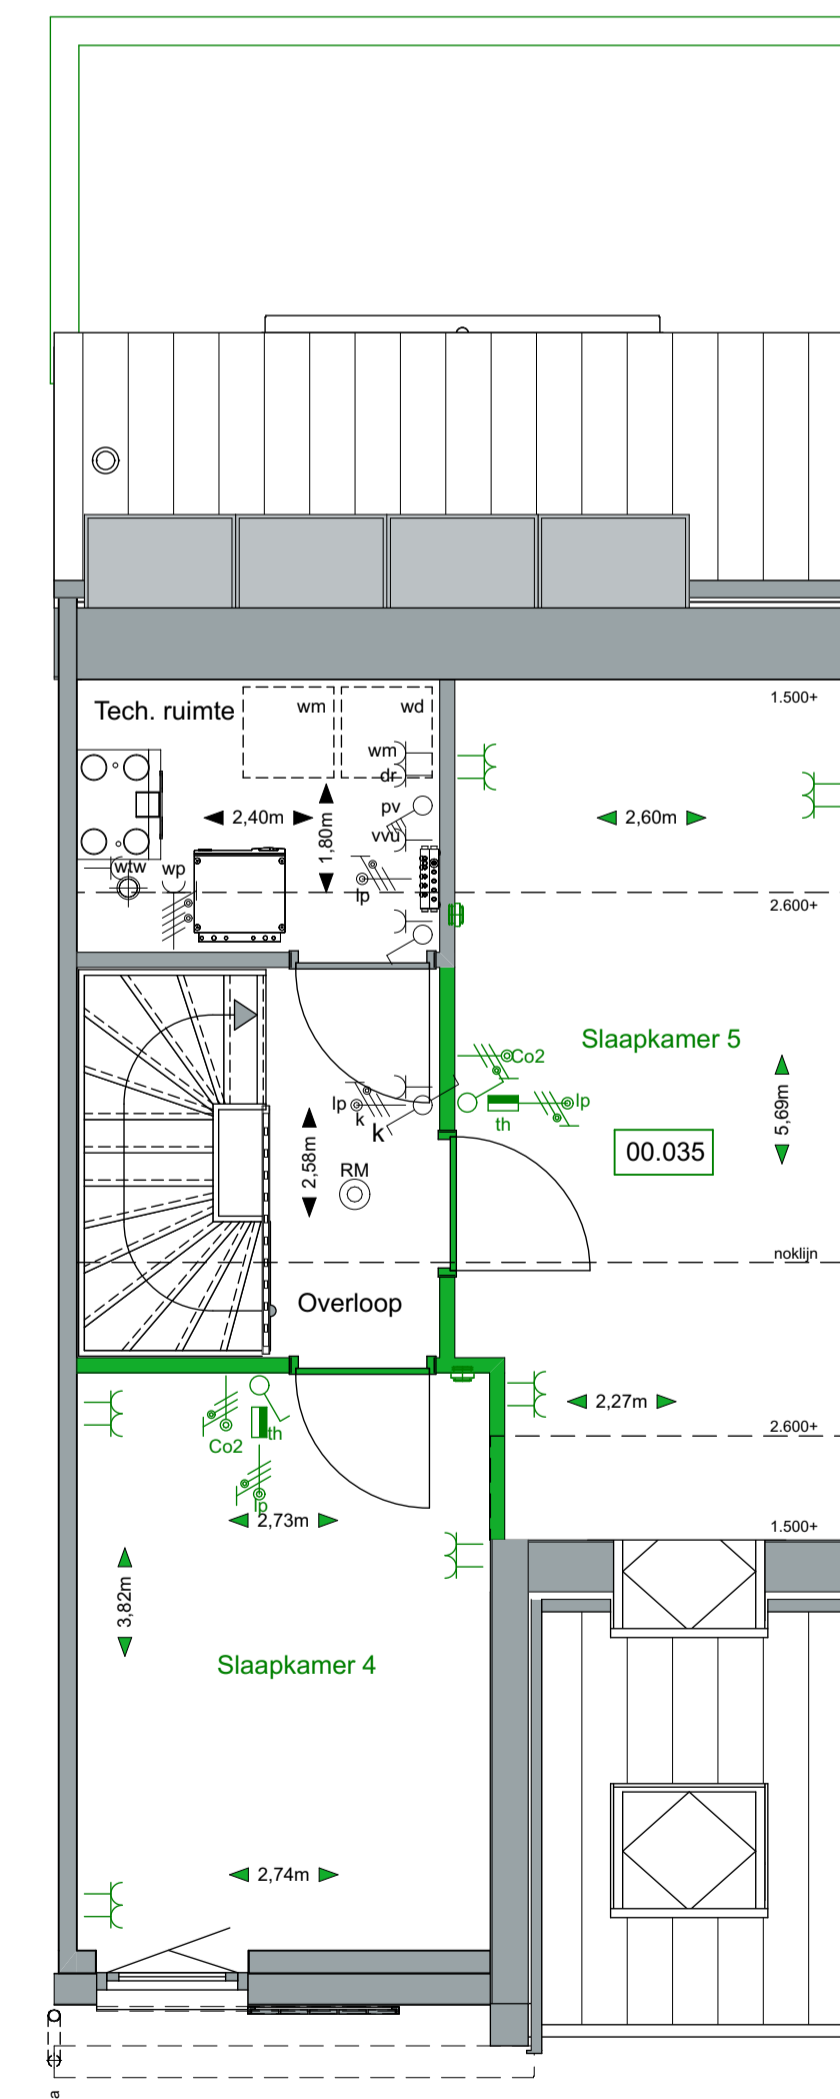 1.500+
Tech. ruimte
wm
wd
wm
dr
pv
vvu
2,40m
1,80m
2,60m
wtw
wp
lp
2.600+
Slaapkamer 5
Co2
lp
k
k
lp
th
5,69m
2,58m
00.035
RM
noklijn
Overloop
2,27m
2.600+
Co2
th
lp
2,73m
1.500+
3,82m
Slaapkamer 4
2,74m
a